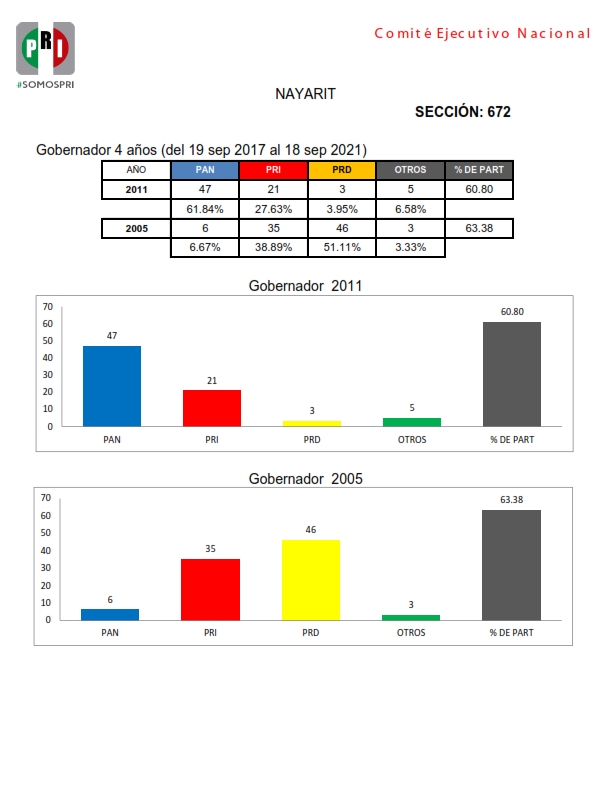 PRI
#SOMOSPRI
Comité Ejecutivo Nacional
NAYARIT
SECCIÓN: 672
Gobernador 4 años (del 19 sep 2017 al 18 sep 2021)
AÑO PAN PRI PRD OTROS % DE PART
2011 47 21 3 5 60.80
61.84% 27.63% 3.95% 6.58%
2005 6 35 46 3 63.38
6.67% 38.89% 51.11% 3.33%
Gobernador 2011
70
60
50
40
30
20
10
0
47
21
3
5
60.80
PAN PRI PRD OTROS % DE PART
Gobernador 2005
70
60
50
40
30
20
10
0
6
35
46
3
63.38
PAN PRI PRD OTROS % DE PART